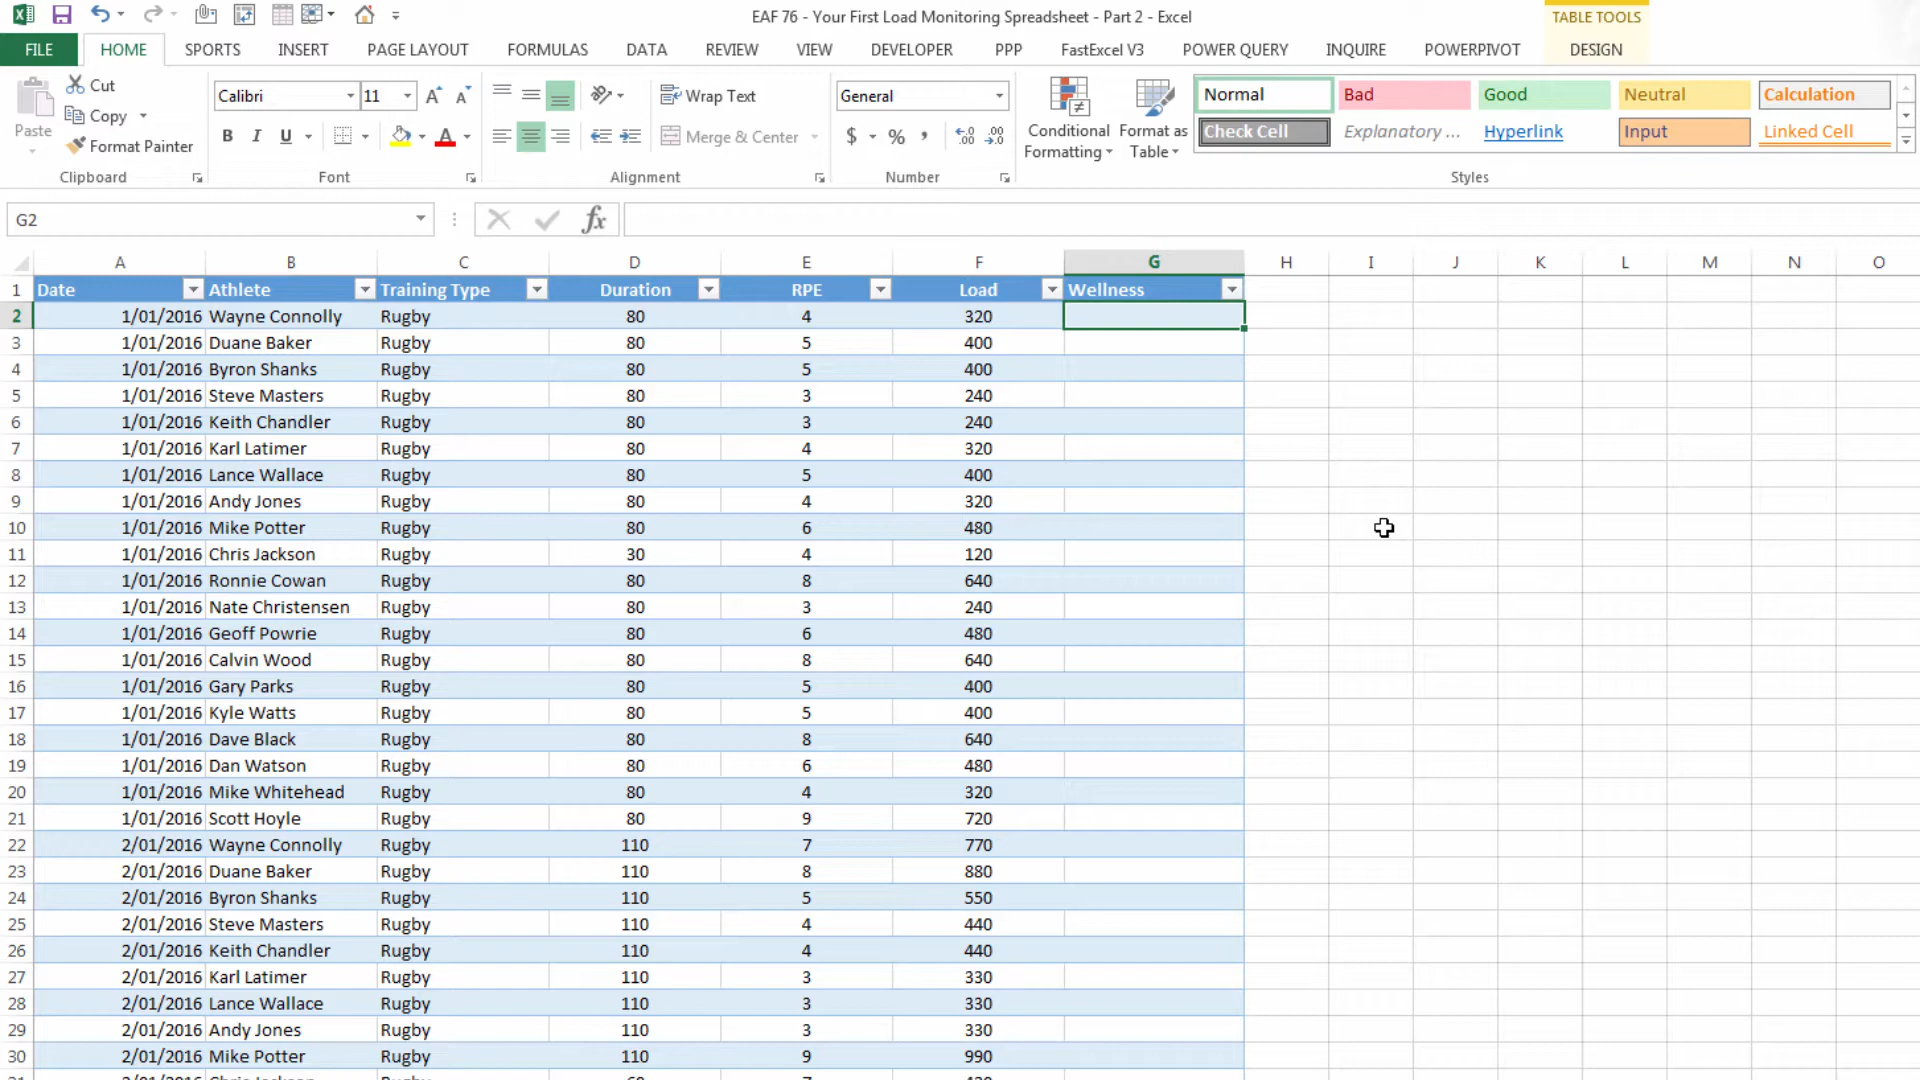 EAF 76 - Your First Load Monitoring Spreadsheet - Part 2 - Excel
TABLE TOOLS
FILE HOME SPORTS INSERT PAGE LAYOUT FORMULAS DATA REVIEW VIEW DEVELOPER PPP FastExcel V3 POWER QUERY INQUIRE POWERPIVOT DESIGN
Paste
Cut
Copy
Format Painter
Clipboard
Calibri 11
B I U A
Font
Wrap Text
Merge & Center
Alignment
General
$ % ,
Number
Conditional Formatting
Format as Table
Normal Bad Good Neutral Calculation
Check Cell Explanatory ... Hyperlink Input Linked Cell
Styles
G2 fx
A B C D E F G H I J K L M N O
1 Date Athlete Training Type Duration RPE Load Wellness
2 1/01/2016 Wayne Connolly Rugby 80 4 320
3 1/01/2016 Duane Baker Rugby 80 5 400
4 1/01/2016 Byron Shanks Rugby 80 5 400
5 1/01/2016 Steve Masters Rugby 80 3 240
6 1/01/2016 Keith Chandler Rugby 80 3 240
7 1/01/2016 Karl Latimer Rugby 80 4 320
8 1/01/2016 Lance Wallace Rugby 80 5 400
9 1/01/2016 Andy Jones Rugby 80 4 320
10 1/01/2016 Mike Potter Rugby 80 6 480
11 1/01/2016 Chris Jackson Rugby 30 4 120
12 1/01/2016 Ronnie Cowan Rugby 80 8 640
13 1/01/2016 Nate Christensen Rugby 80 3 240
14 1/01/2016 Geoff Powrie Rugby 80 6 480
15 1/01/2016 Calvin Wood Rugby 80 8 640
16 1/01/2016 Gary Parks Rugby 80 5 400
17 1/01/2016 Kyle Watts Rugby 80 5 400
18 1/01/2016 Dave Black Rugby 80 8 640
19 1/01/2016 Dan Watson Rugby 80 6 480
20 1/01/2016 Mike Whitehead Rugby 80 4 320
21 1/01/2016 Scott Hoyle Rugby 80 9 720
22 2/01/2016 Wayne Connolly Rugby 110 7 770
23 2/01/2016 Duane Baker Rugby 110 8 880
24 2/01/2016 Byron Shanks Rugby 110 5 550
25 2/01/2016 Steve Masters Rugby 110 4 440
26 2/01/2016 Keith Chandler Rugby 110 4 440
27 2/01/2016 Karl Latimer Rugby 110 3 330
28 2/01/2016 Lance Wallace Rugby 110 3 330
29 2/01/2016 Andy Jones Rugby 110 3 330
30 2/01/2016 Mike Potter Rugby 110 9 990